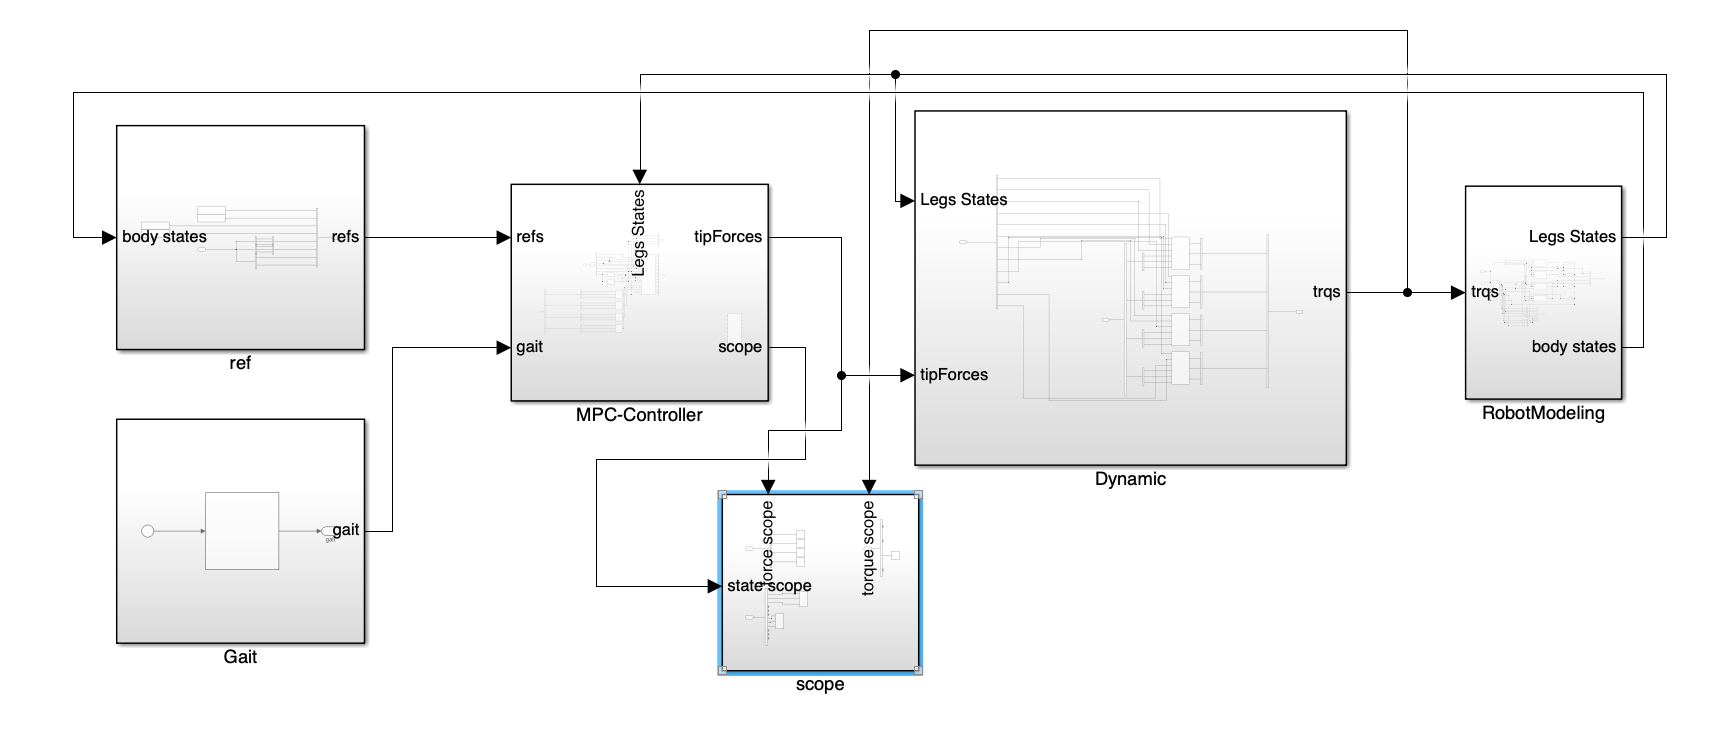 body states
refs
ref
Legs States
refs
tipForces
gait
scope
MPC-Controller
Legs States
tipForces
trqs
Dynamic
trqs
Legs States
body states
RobotModeling
gait
Gait
force scope
torque scope
state scope
scope